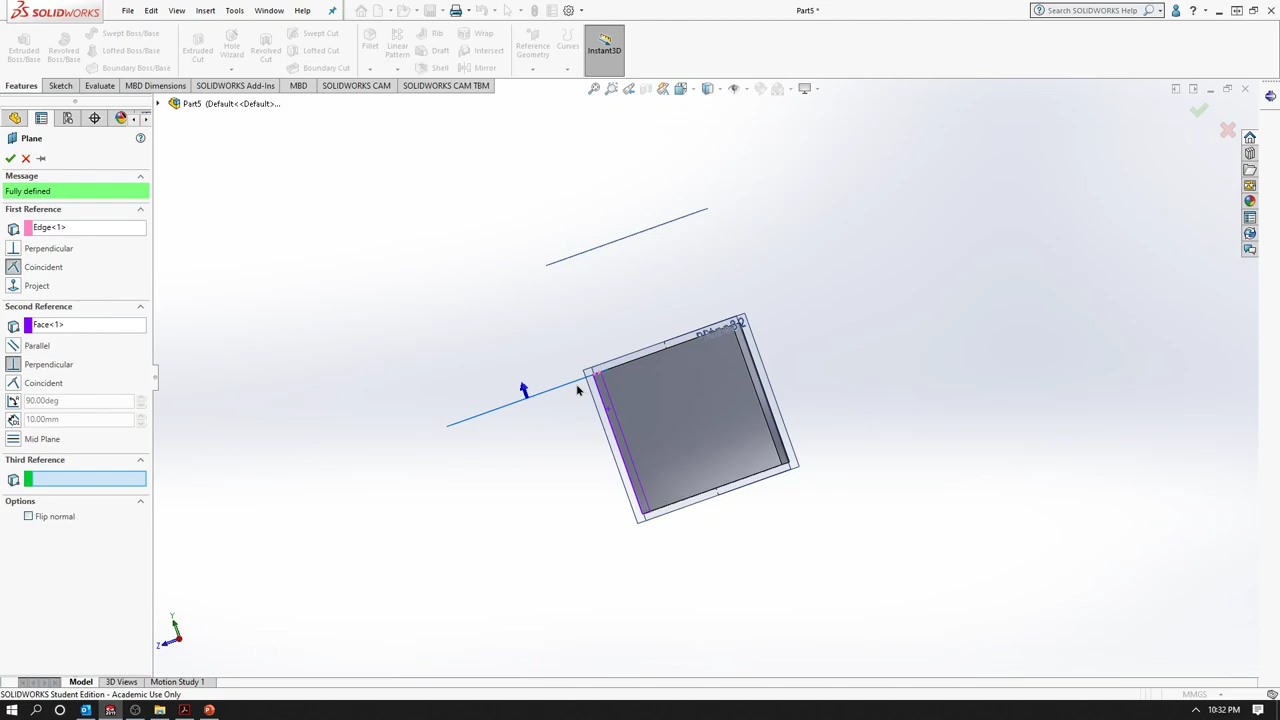 SOLIDWORKS
File Edit View Insert Tools Window Help
Part5 *
Search SOLIDWORKS Help
Extruded Boss/Base
Revolved Boss/Base
Swept Boss/Base
Lofted Boss/Base
Boundary Boss/Base
Extruded Cut
Hole Wizard
Revolved Cut
Swept Cut
Lofted Cut
Boundary Cut
Fillet
Linear Pattern
Rib
Draft
Shell
Wrap
Intersect
Mirror
Reference Geometry
Curves
Instant3D
Features Sketch Evaluate MBD Dimensions SOLIDWORKS Add-Ins MBD SOLIDWORKS CAM SOLIDWORKS CAM TBM
Part5 (Default<<Default>...
Plane
Message
Fully defined
First Reference
Edge<1>
Perpendicular
Coincident
Project
Second Reference
Face<1>
Parallel
Perpendicular
Coincident
90.00deg
10.00mm
Mid Plane
Third Reference
Options
Flip normal
Y
Z
Model 3D Views Motion Study 1
SOLIDWORKS Student Edition - Academic Use Only
MMGS
10:32 PM